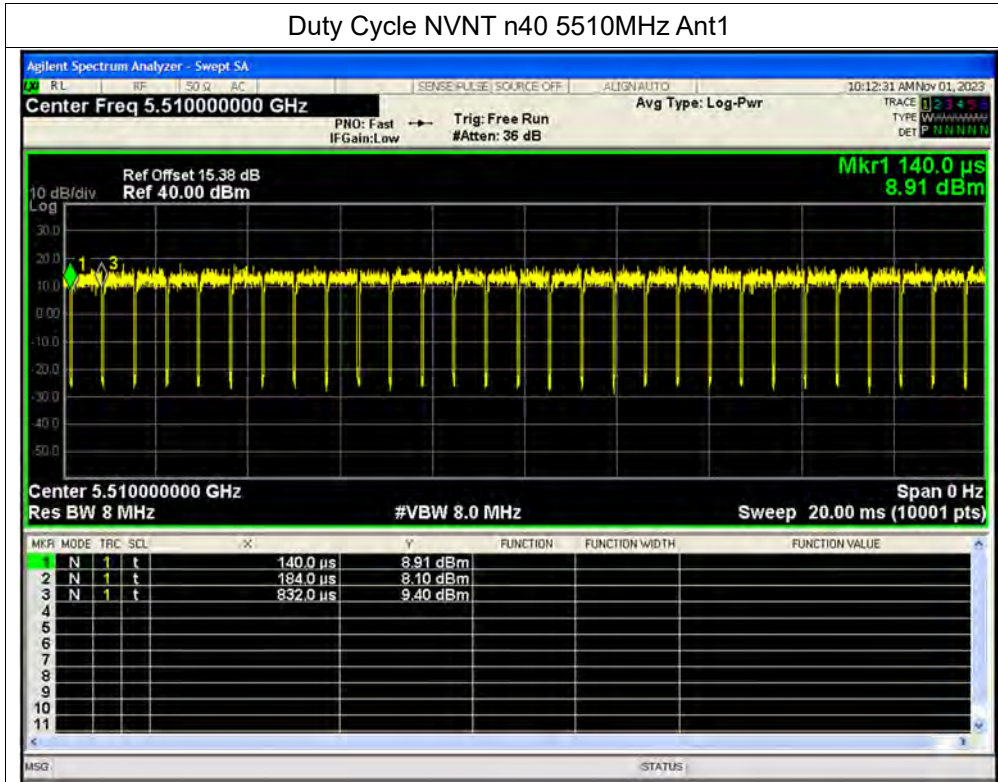 Duty Cycle NVNT n40 5510MHz Ant1
Agilent Spectrum Analyzer - Swept SA
LXI RL RF 50 Ω AC SENSE:PULSE SOURCE OFF ALIGNAUTO 10:12:31 AM Nov 01, 2023
Center Freq 5.510000000 GHz
PNO: Fast
IFGain:Low
Trig: Free Run
#Atten: 36 dB
Avg Type: Log-Pwr
TRACE 1 2 3 4 5 6
TYPE W
DET P N N N N N
Mkr1 140.0 µs
8.91 dBm
Ref Offset 15.38 dB
10 dB/div Ref 40.00 dBm
Log
30.0
20.0
10.0
0.00
-10.0
-20.0
-30.0
-40.0
-50.0
1 3
Center 5.510000000 GHz Span 0 Hz
Res BW 8 MHz #VBW 8.0 MHz Sweep 20.00 ms (10001 pts)
MKR MODE TRC SCL X Y FUNCTION FUNCTION WIDTH FUNCTION VALUE
1 N 1 t 140.0 µs 8.91 dBm
2 N 1 t 184.0 µs 8.10 dBm
3 N 1 t 832.0 µs 9.40 dBm
4
5
6
7
8
9
10
11
MSG STATUS